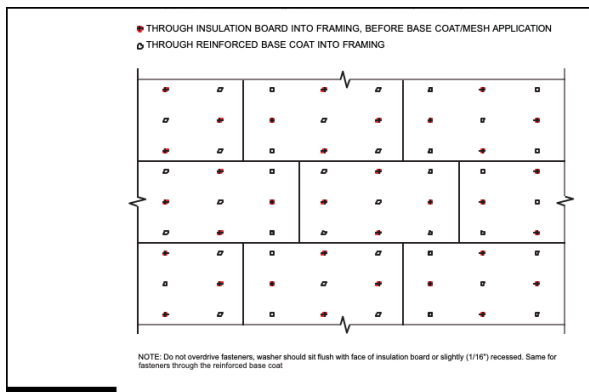 THROUGH INSULATION BOARD INTO FRAMING, BEFORE BASE COAT/MESH APPLICATION
THROUGH REINFORCED BASE COAT INTO FRAMING
NOTE: Do not overdrive fasteners, washer should sit flush with face of insulation board or slightly (1/16") recessed. Same for
fasteners through the reinforced base coat